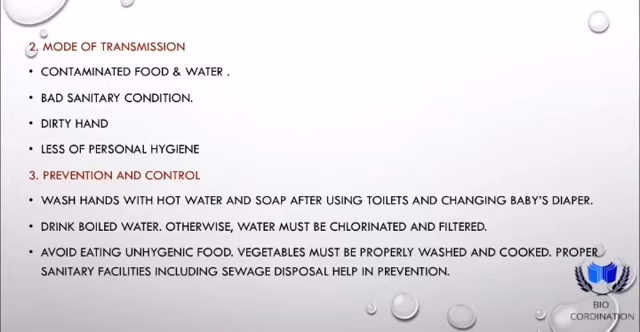 2. MODE OF TRANSMISSION
• CONTAMINATED FOOD & WATER .
• BAD SANITARY CONDITION.
• DIRTY HAND
• LESS OF PERSONAL HYGIENE
3. PREVENTION AND CONTROL
• WASH HANDS WITH HOT WATER AND SOAP AFTER USING TOILETS AND CHANGING BABY'S DIAPER.
• DRINK BOILED WATER. OTHERWISE, WATER MUST BE CHLORINATED AND FILTERED.
• AVOID EATING UNHYGENIC FOOD. VEGETABLES MUST BE PROPERLY WASHED AND COOKED. PROPER
SANITARY FACILITIES INCLUDING SEWAGE DISPOSAL HELP IN PREVENTION.
BIO
CORDINATION